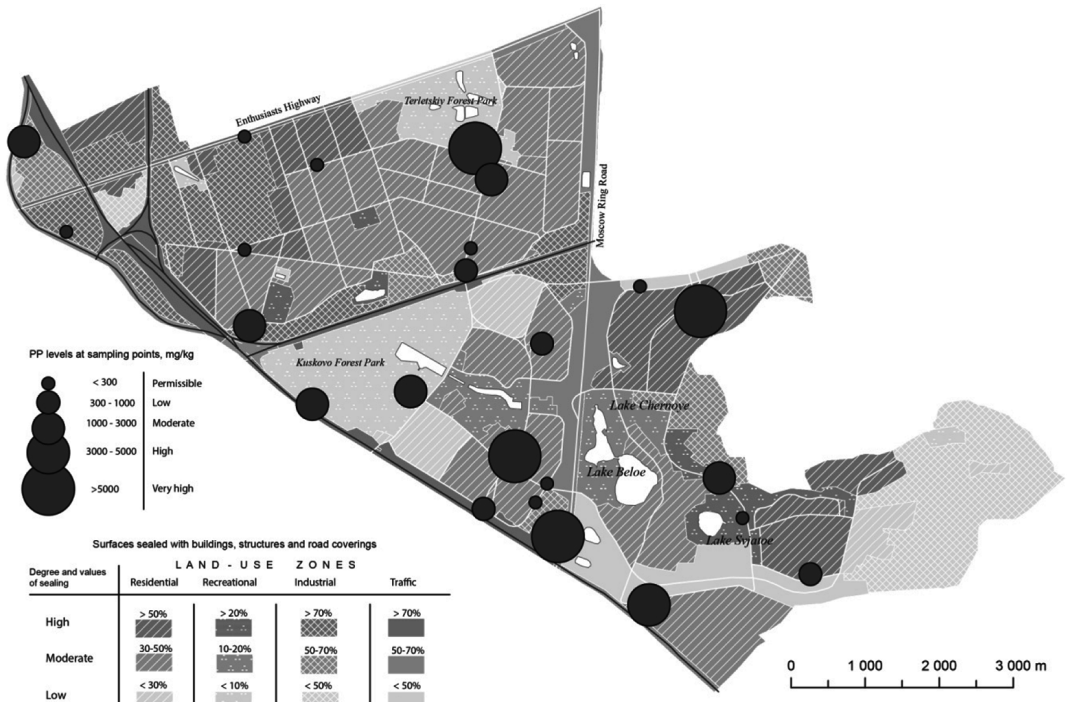 Terletskiy Forest Park
Enthusiasts Highway
Moscow Ring Road
Kuskovo Forest Park
PP levels at sampling points, mg/kg
< 300 Permissible
300 - 1000 Low
1000 - 3000 Moderate
3000 - 5000 High
>5000 Very high
Lake Chernoye
Lake Beloe
Lake Svjatoe
Surfaces sealed with buildings, structures and road coverings
Degree and values
of sealing
LAND - USE ZONES
Residential Recreational Industrial Traffic
High > 50% > 20% > 70% > 70%
Moderate 30-50% 10-20% 50-70% 50-70%
Low < 30% < 10% < 50% < 50%
0 1 000 2 000 3 000 m